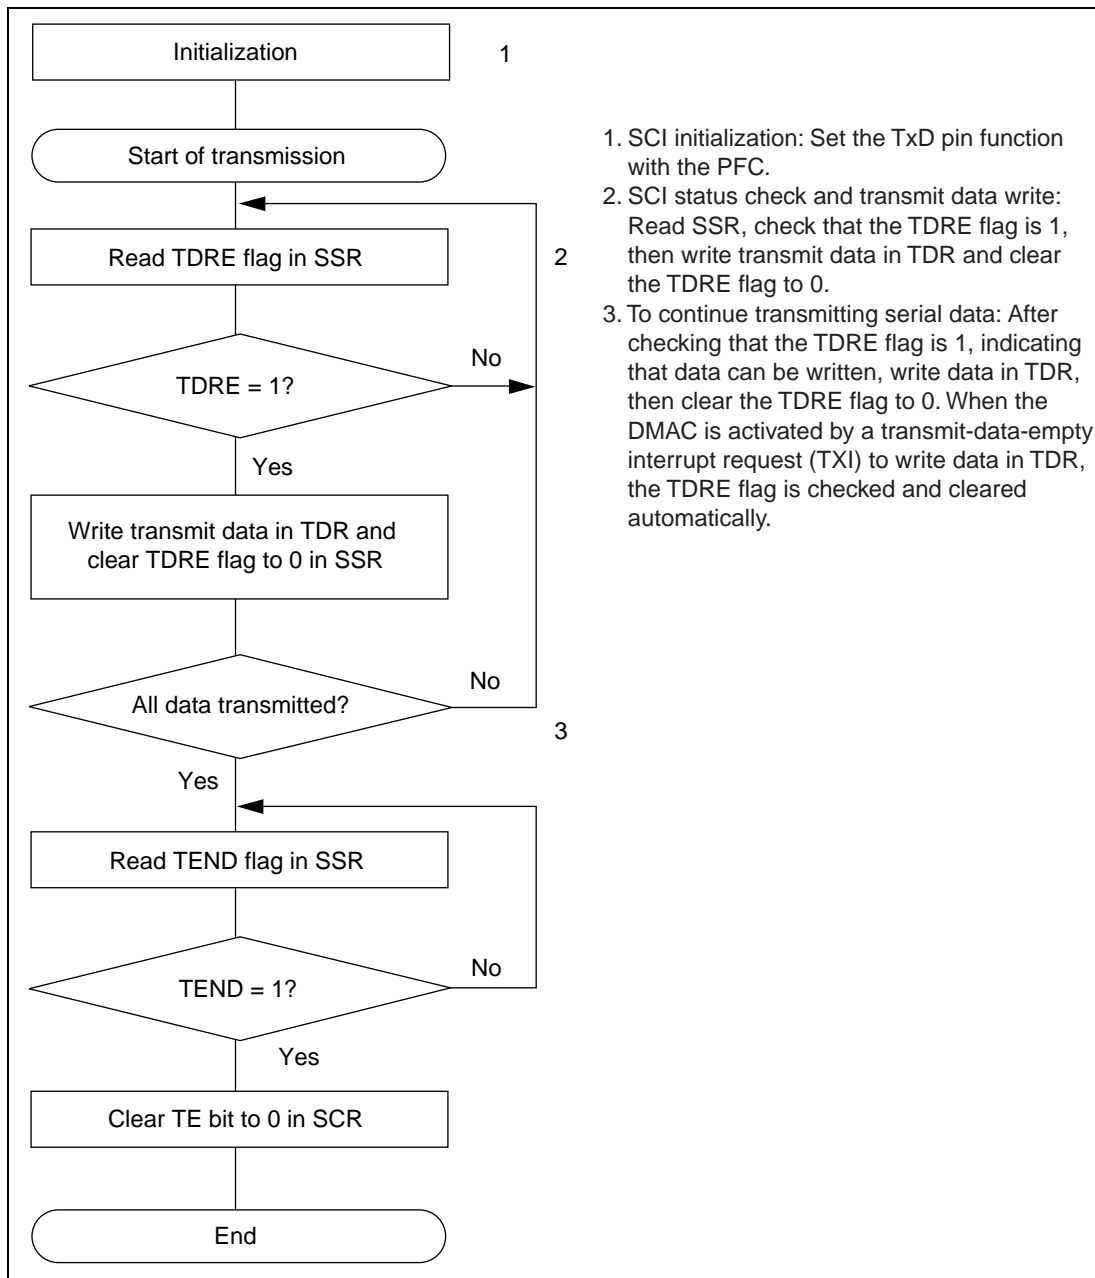 Initialization
1
Start of transmission
Read TDRE flag in SSR
2
TDRE = 1?
No
Yes
Write transmit data in TDR and
clear TDRE flag to 0 in SSR
All data transmitted?
No
3
Yes
Read TEND flag in SSR
TEND = 1?
No
Yes
Clear TE bit to 0 in SCR
End
1. SCI initialization: Set the TxD pin function
with the PFC.
2. SCI status check and transmit data write:
Read SSR, check that the TDRE flag is 1,
then write transmit data in TDR and clear
the TDRE flag to 0.
3. To continue transmitting serial data: After
checking that the TDRE flag is 1, indicating
that data can be written, write data in TDR,
then clear the TDRE flag to 0. When the
DMAC is activated by a transmit-data-empty
interrupt request (TXI) to write data in TDR,
the TDRE flag is checked and cleared
automatically.